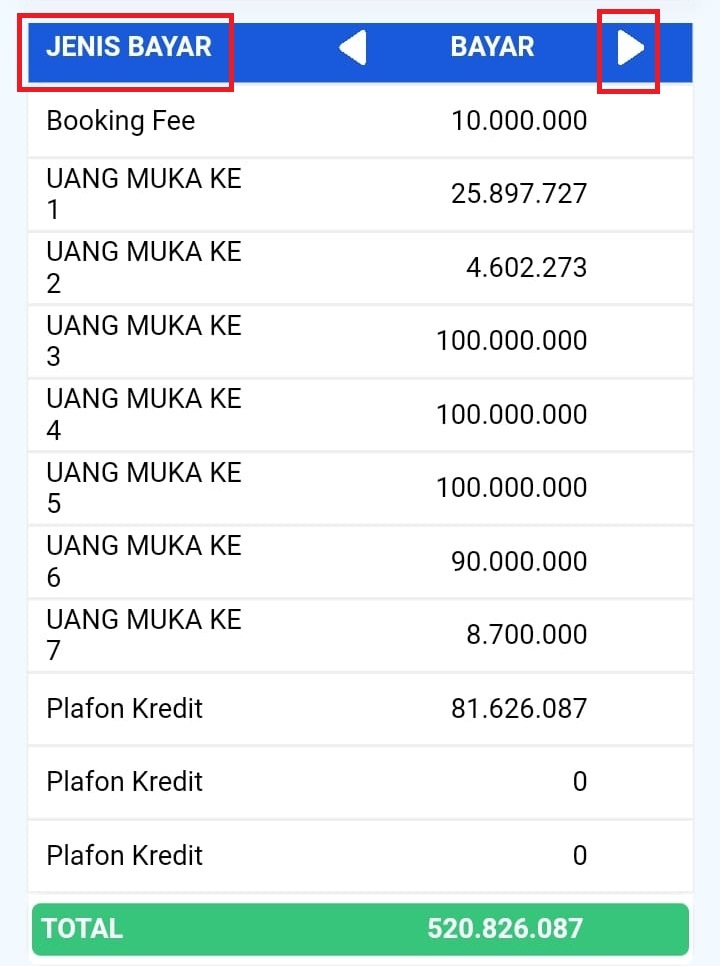 JENIS BAYAR BAYAR
Booking Fee 10.000.000
UANG MUKA KE
1 25.897.727
UANG MUKA KE
2 4.602.273
UANG MUKA KE
3 100.000.000
UANG MUKA KE
4 100.000.000
UANG MUKA KE
5 100.000.000
UANG MUKA KE
6 90.000.000
UANG MUKA KE
7 8.700.000
Plafon Kredit 81.626.087
Plafon Kredit 0
Plafon Kredit 0
TOTAL 520.826.087